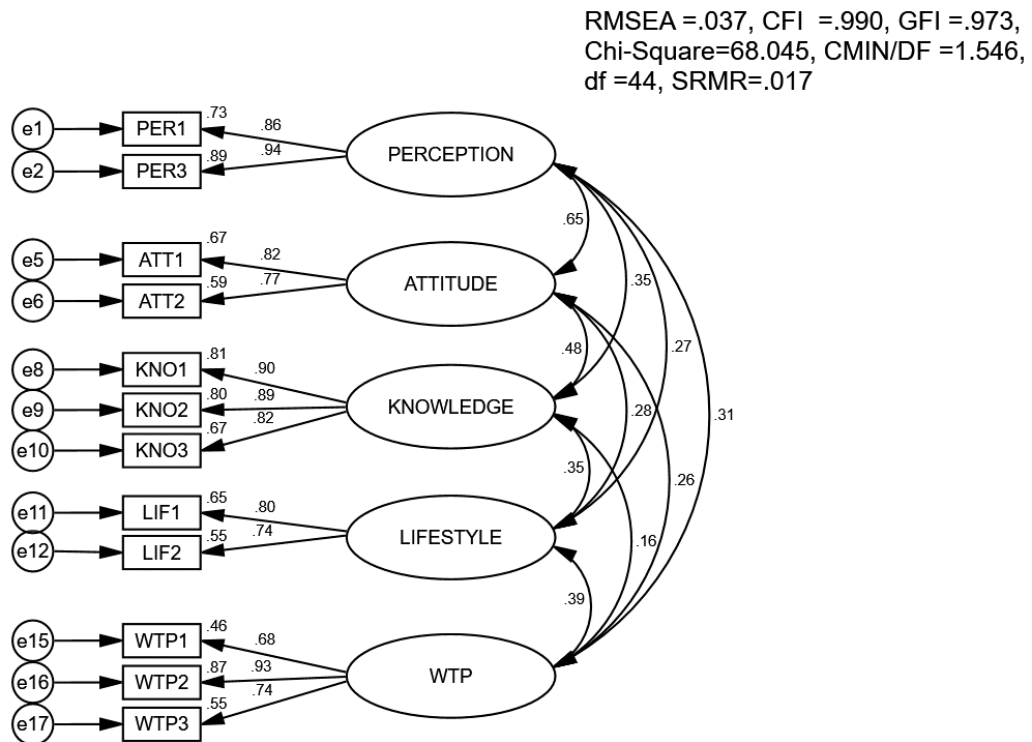 RMSEA =.037, CFI =.990, GFI =.973,
Chi-Square=68.045, CMIN/DF =1.546,
df =44, SRMR=.017
e1 PER1 .73 .86
e2 PER3 .89 .94
PERCEPTION
.65
e5 ATT1 .67 .82
e6 ATT2 .59 .77
ATTITUDE
.35
.48
.27
e8 KNO1 .81 .90
e9 KNO2 .80 .89
e10 KNO3 .67 .82
KNOWLEDGE
.28
.31
.35
.26
e11 LIF1 .65 .80
e12 LIF2 .55 .74
LIFESTYLE
.16
.39
e15 WTP1 .46 .68
e16 WTP2 .87 .93
e17 WTP3 .55 .74
WTP